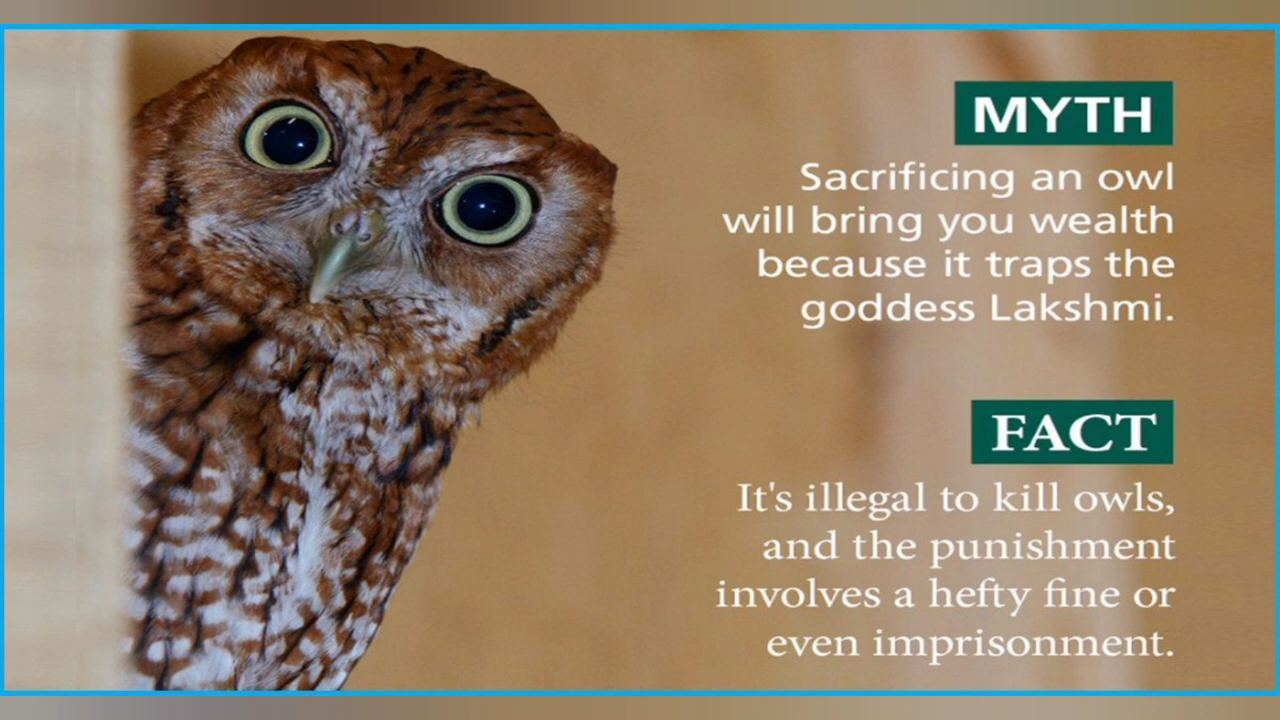 MYTH
Sacrificing an owl
will bring you wealth
because it traps the
goddess Lakshmi.
FACT
It's illegal to kill owls,
and the punishment
involves a hefty fine or
even imprisonment.